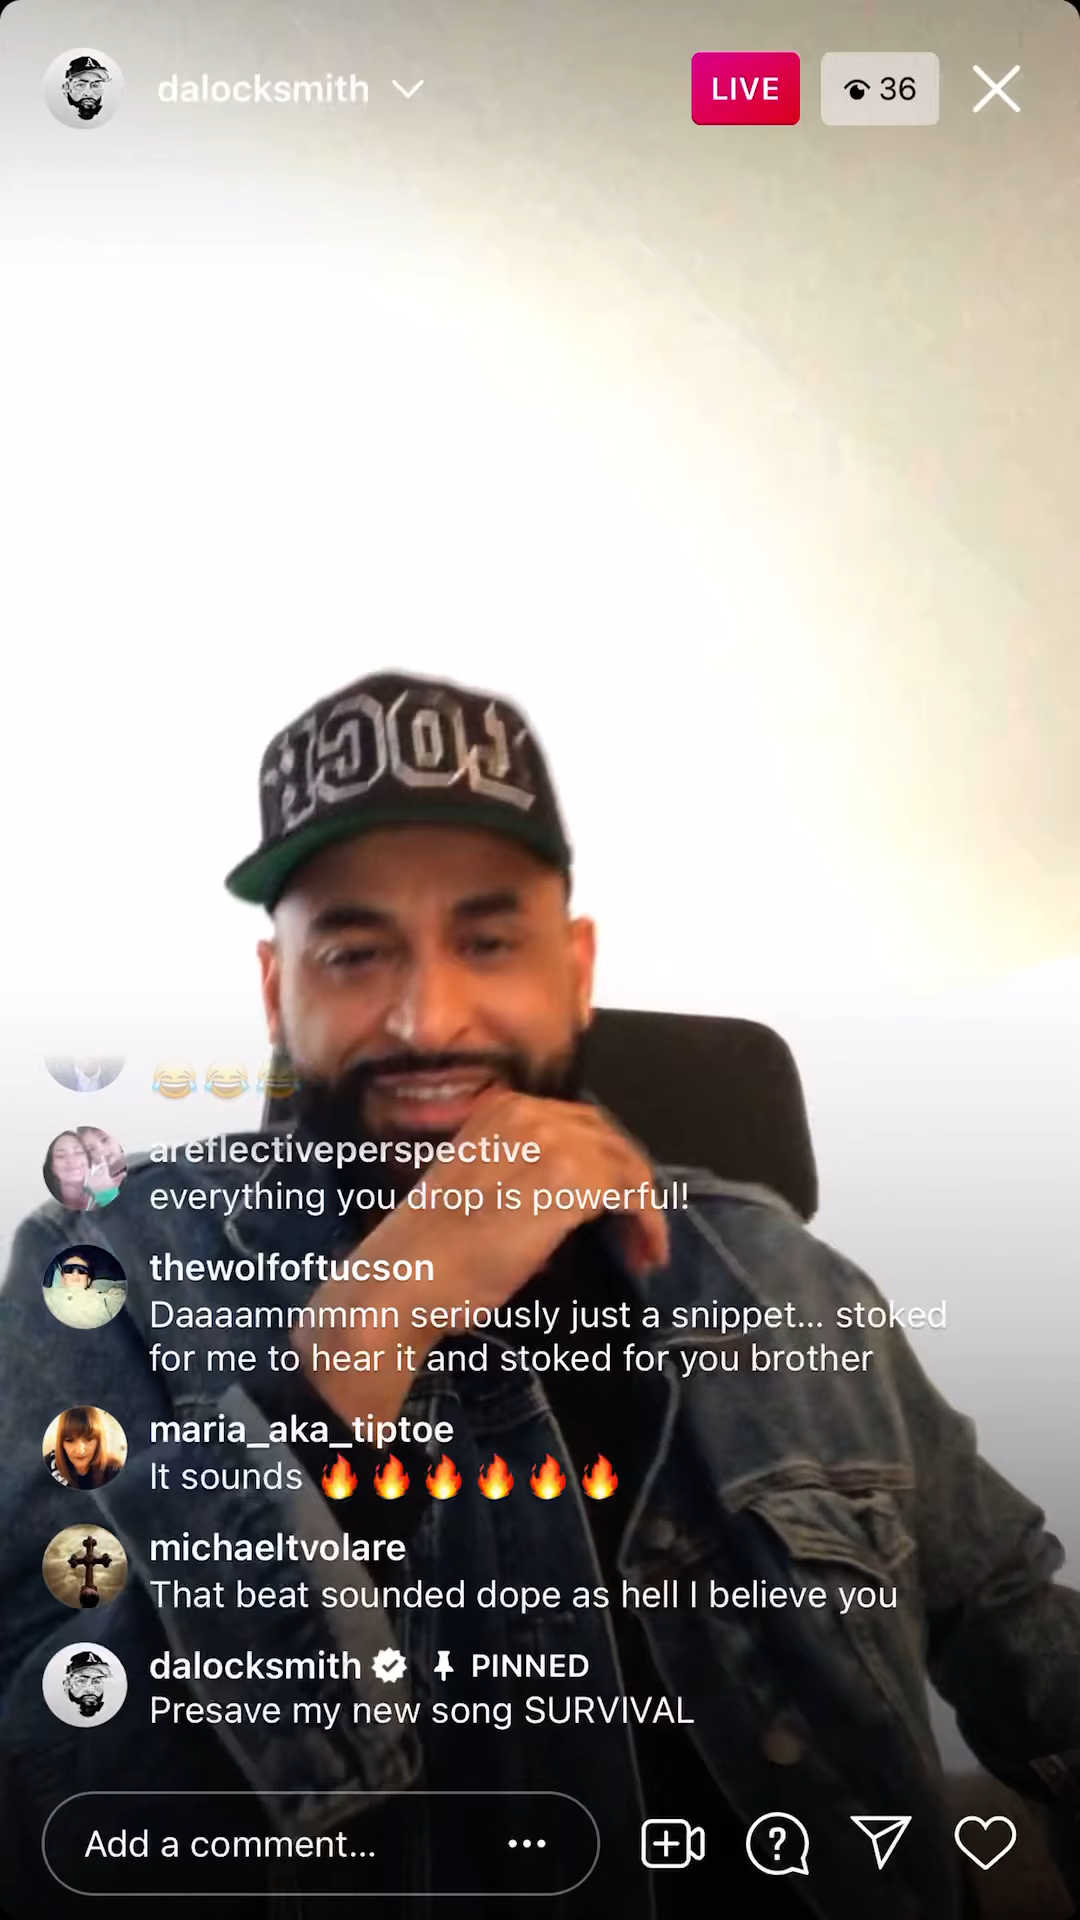 dalocksmith
LIVE
36
LOCK
😂😂😂
areflectiveperspective
everything you drop is powerful!
thewolfoftucson
Daaaammmmn seriously just a snippet... stoked
for me to hear it and stoked for you brother
maria_aka_tiptoe
It sounds 🔥🔥🔥🔥🔥🔥
michaeltvolare
That beat sounded dope as hell I believe you
dalocksmith PINNED
Presave my new song SURVIVAL
Add a comment...